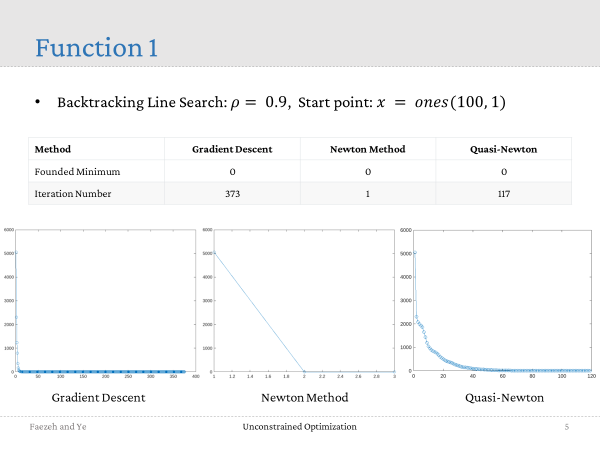 Function 1
• Backtracking Line Search: ρ = 0.9, Start point: x = ones(100, 1)
Method Gradient Descent Newton Method Quasi-Newton
Founded Minimum 0 0 0
Iteration Number 373 1 117
6000
5000
4000
3000
2000
1000
0
0 50 100 150 200 250 300 350 400
6000
5000
4000
3000
2000
1000
0
1 1.2 1.4 1.6 1.8 2 2.2 2.4 2.6 2.8 3
6000
5000
4000
3000
2000
1000
0
0 20 40 60 80 100 120
Gradient Descent Newton Method Quasi-Newton
Faezeh and Ye Unconstrained Optimization 5